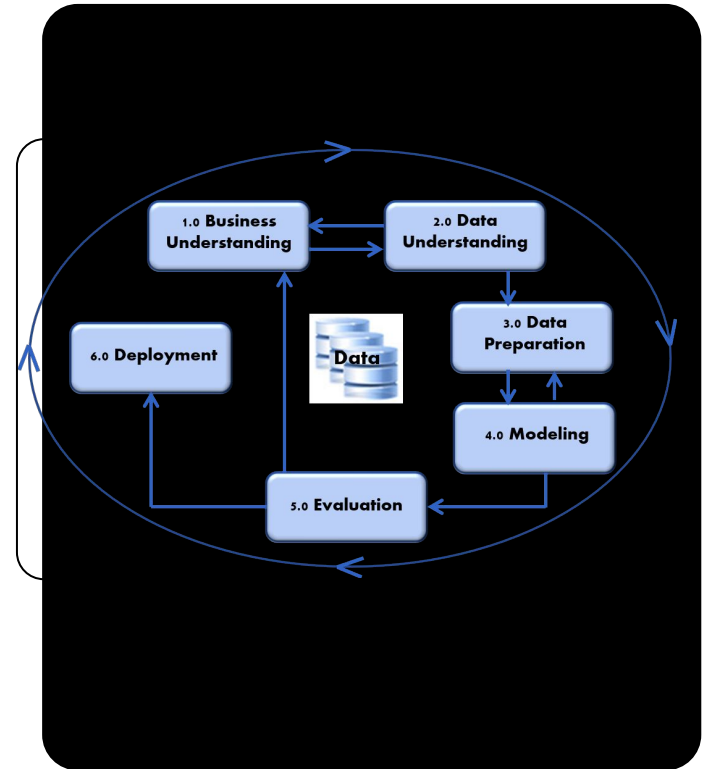 1.0 Business
Understanding
2.0 Data
Understanding
3.0 Data
Preparation
Data
6.0 Deployment
4.0 Modeling
5.0 Evaluation